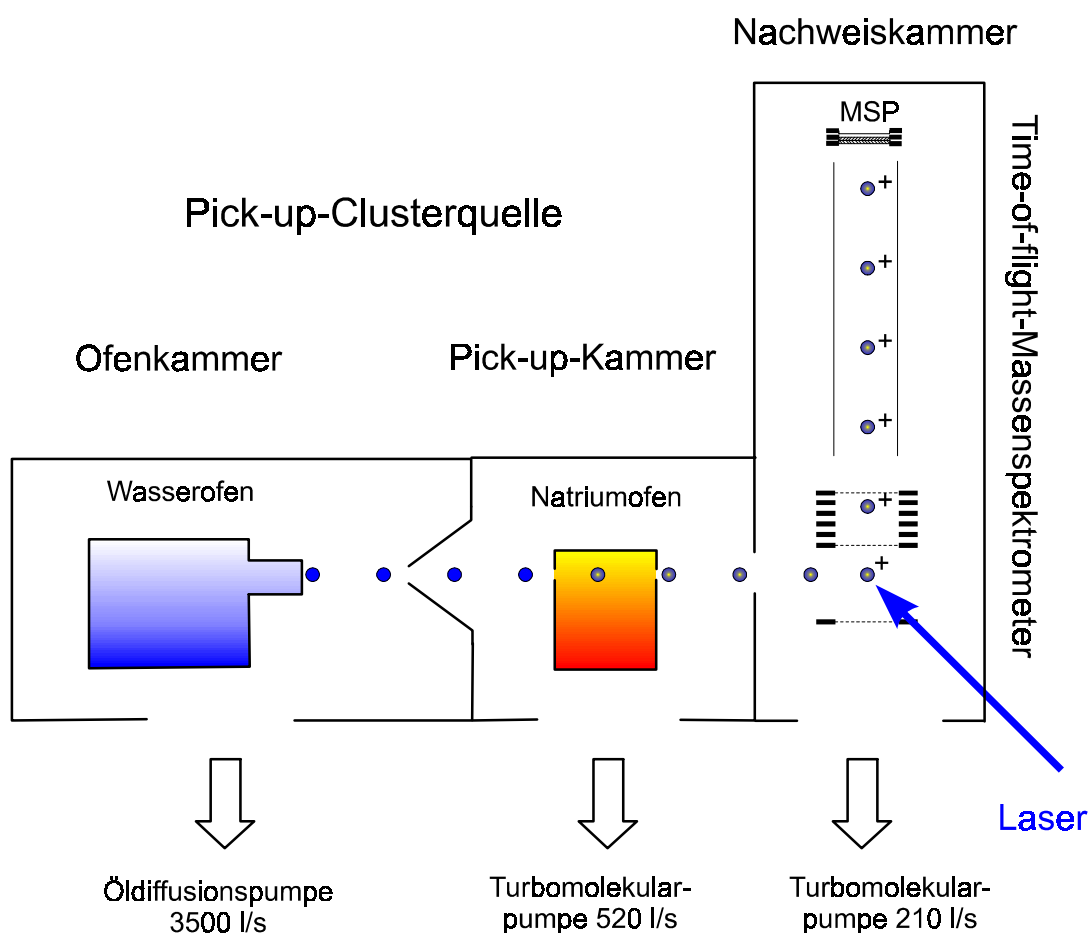 Nachweiskammer
MSP
Time-of-flight-Massenspektrometer
Pick-up-Clusterquelle
Ofenkammer
Pick-up-Kammer
Wasserofen
Natriumofen
+
+
+
+
+
+
Laser
Öldiffusionspumpe
3500 l/s
Turbomolekular-
pumpe 520 l/s
Turbomolekular-
pumpe 210 l/s